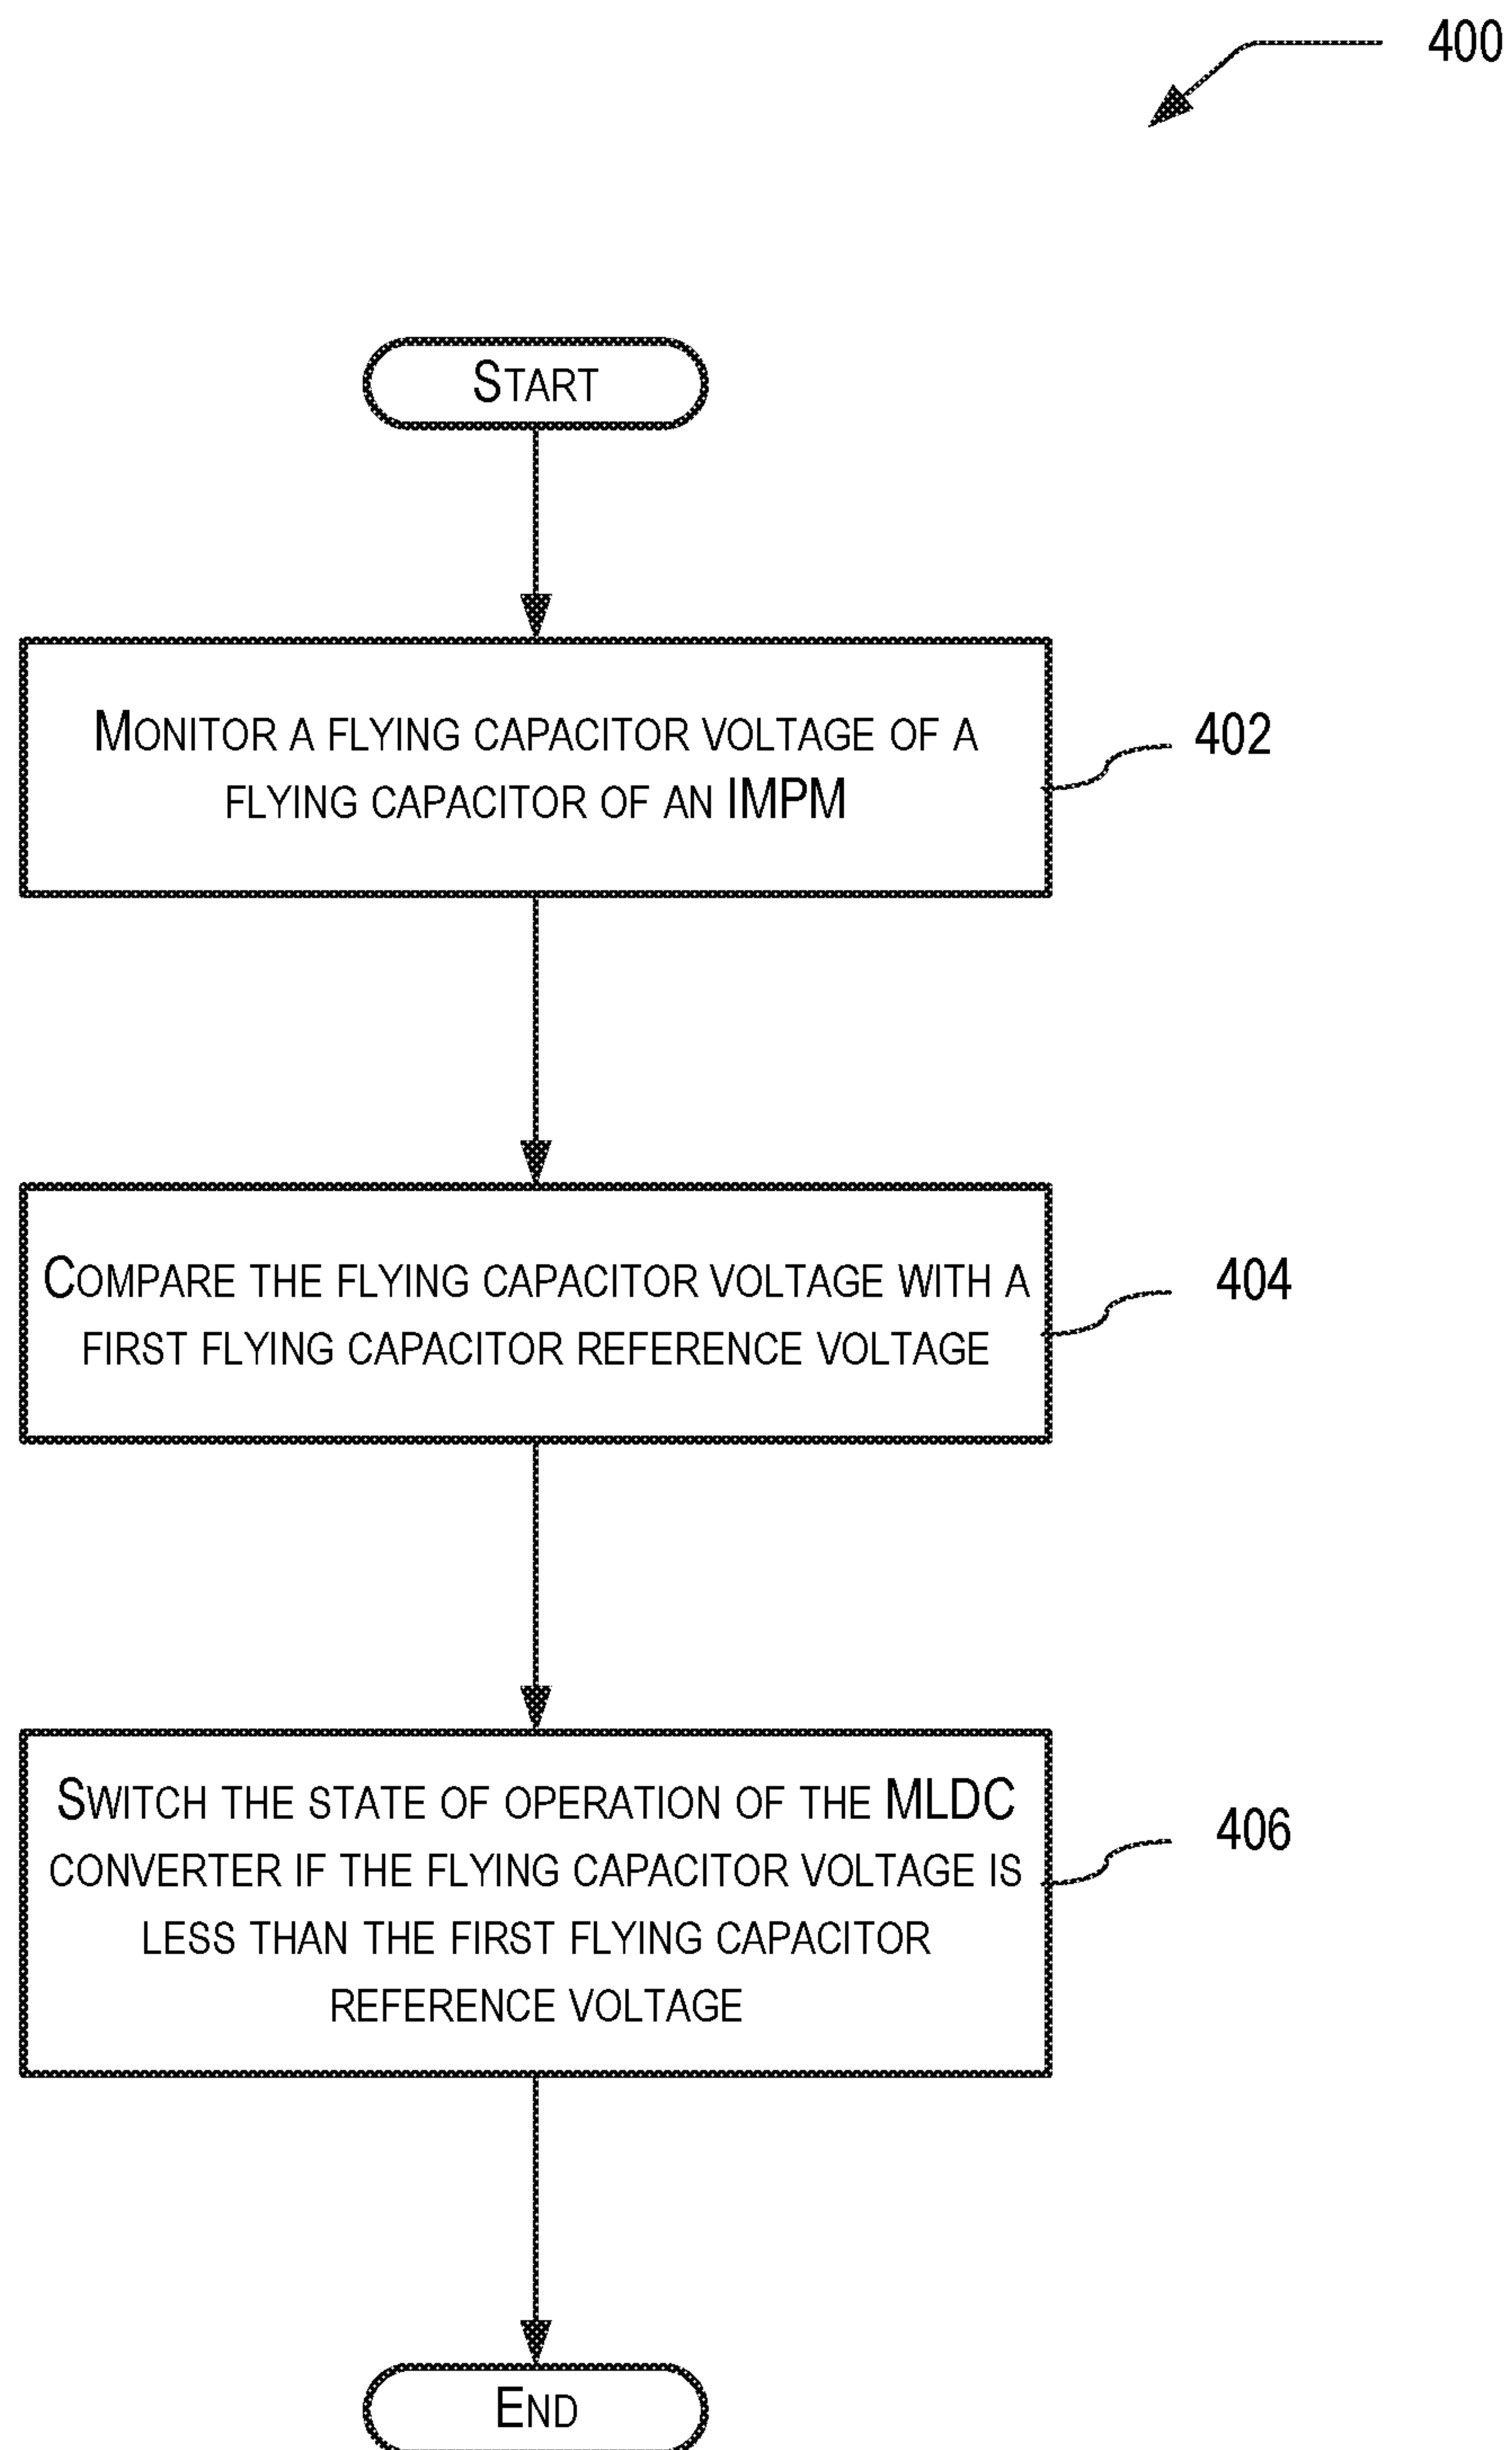 400
START
MONITOR A FLYING CAPACITOR VOLTAGE OF A
FLYING CAPACITOR OF AN IMPM
402
COMPARE THE FLYING CAPACITOR VOLTAGE WITH A
FIRST FLYING CAPACITOR REFERENCE VOLTAGE
404
SWITCH THE STATE OF OPERATION OF THE MLDC
CONVERTER IF THE FLYING CAPACITOR VOLTAGE IS
LESS THAN THE FIRST FLYING CAPACITOR
REFERENCE VOLTAGE
406
END